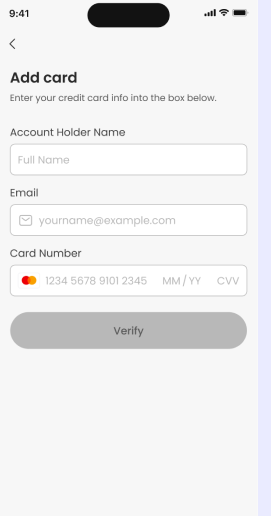 9:41
Add card
Enter your credit card info into the box below.
Account Holder Name
Full Name
Email
yourname@example.com
Card Number
1234 5678 9101 2345 MM / YY CVV
Verify